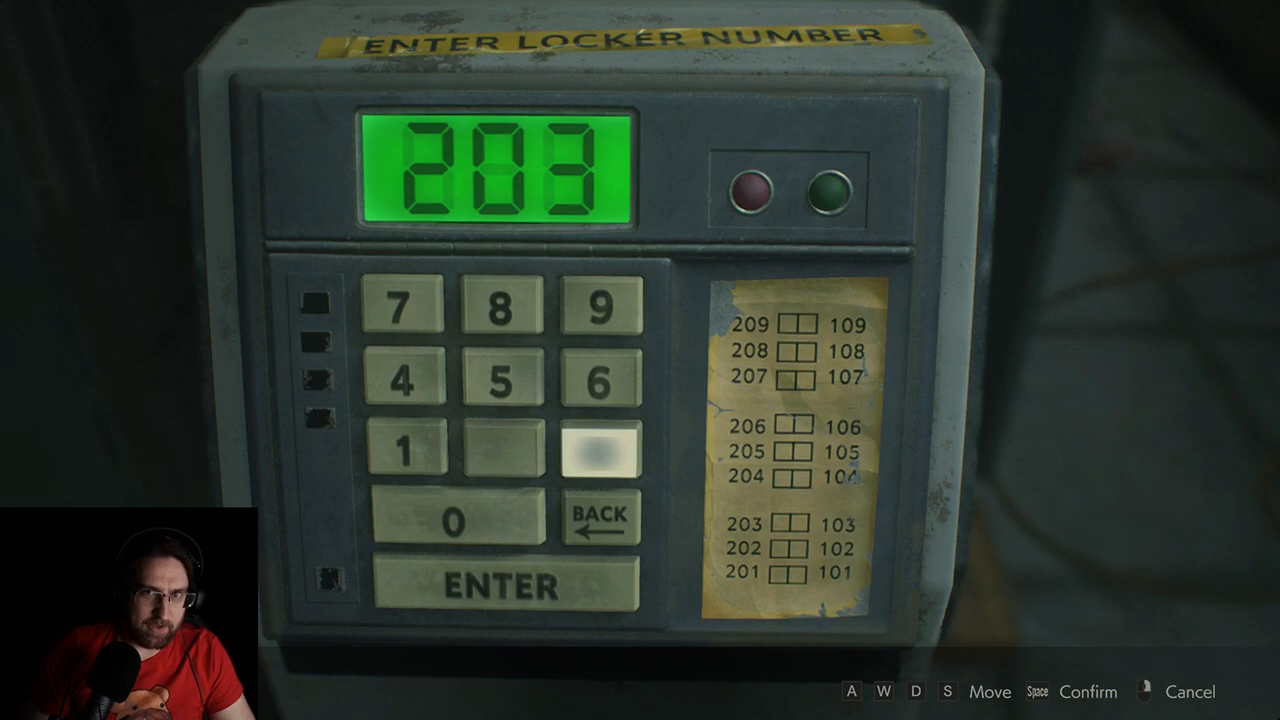 ENTER LOCKER NUMBER
203
7 8 9
4 5 6
1
0 BACK
ENTER
209 109
208 108
207 107
206 106
205 105
204 104
203 103
202 102
201 101
A W D S Move Space Confirm Cancel